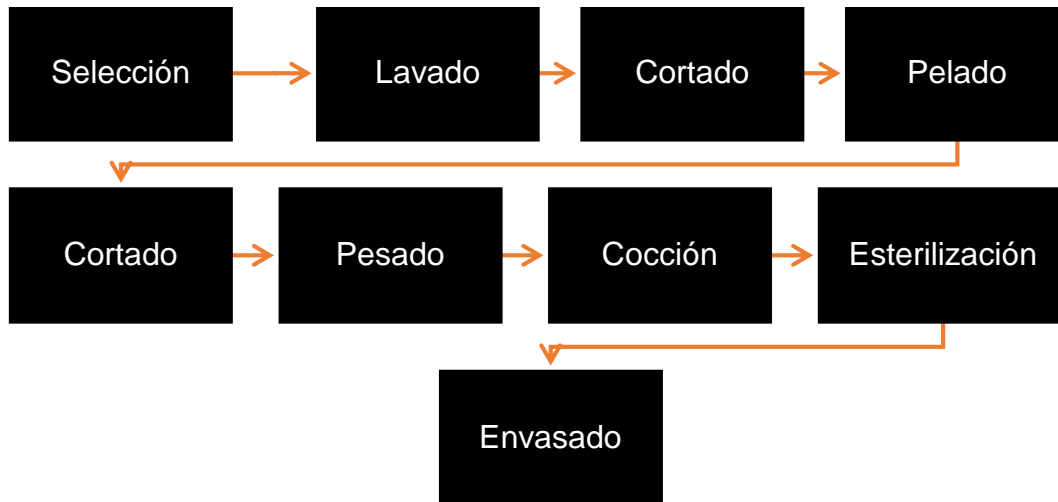 Selección
Lavado
Cortado
Pelado
Cortado
Pesado
Cocción
Esterilización
Envasado